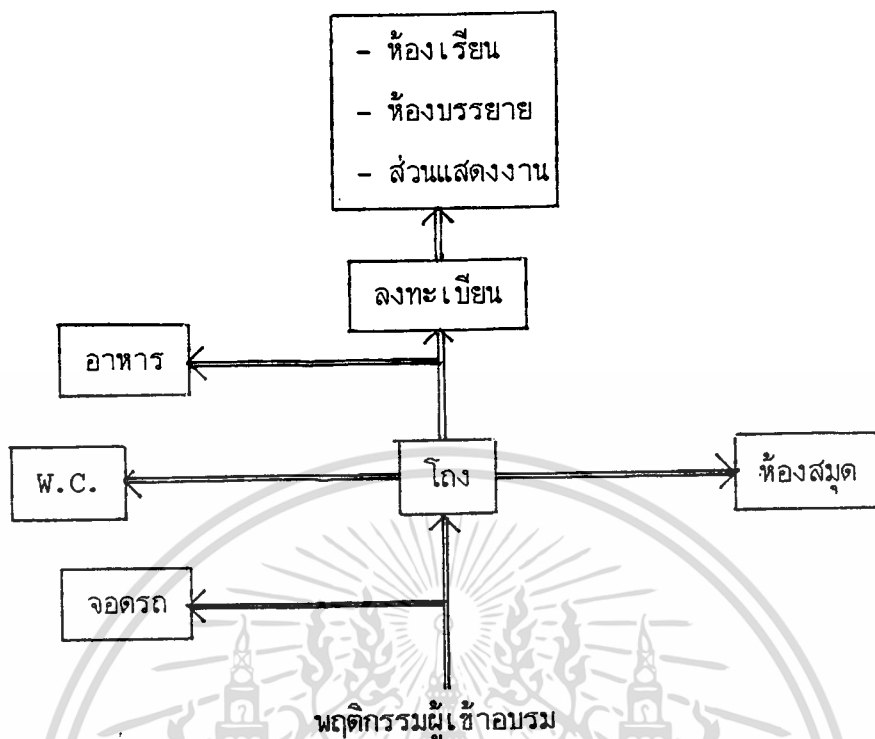 - ห้องเรียน
- ห้องบรรยาย
- ส่วนแสดงงาน
ลงทะเบียน
อาหาร
W.C.
โถง
ห้องสมุด
จอดรถ
พฤติกรรมผู้เข้าอบรม